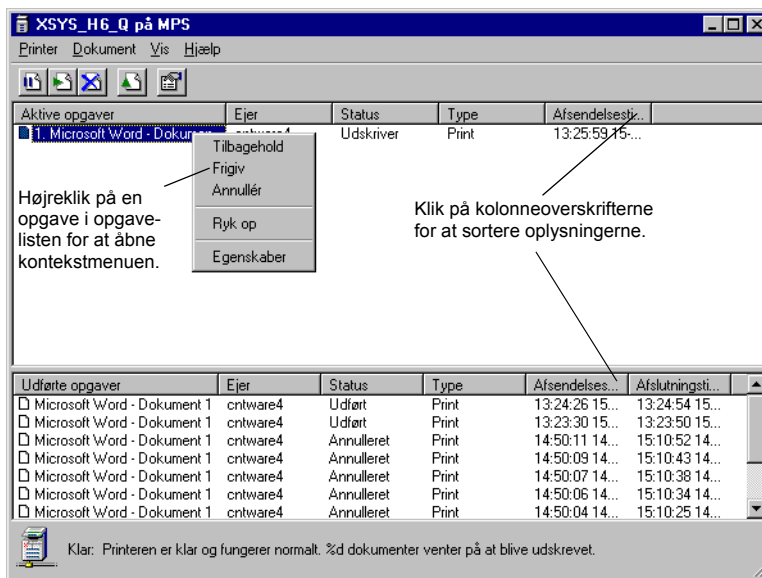 XSYS_H6_Q på MPS
Printer Dokument Vis Hjælp
Aktive opgaver Ejer Status Type Afsendelsesti...
1. Microsoft Word - Dokumen... cntware4 Udskriver Print 13:25:59 15-...
Tilbagehold
Frigiv
Annullér
Ryk op
Egenskaber
Højreklik på en
opgave i opgave-
listen for at åbne
kontekstmenuen.
Klik på kolonneoverskrifterne
for at sortere oplysningerne.
Udførte opgaver Ejer Status Type Afsendelses... Afslutningsti...
Microsoft Word - Dokument 1 cntware4 Udført Print 13:24:26 15... 13:24:54 15...
Microsoft Word - Dokument 1 cntware4 Udført Print 13:23:30 15... 13:23:50 15...
Microsoft Word - Dokument 1 cntware4 Annulleret Print 14:50:11 14... 15:10:52 14...
Microsoft Word - Dokument 1 cntware4 Annulleret Print 14:50:09 14... 15:10:43 14...
Microsoft Word - Dokument 1 cntware4 Annulleret Print 14:50:07 14... 15:10:38 14...
Microsoft Word - Dokument 1 cntware4 Annulleret Print 14:50:06 14... 15:10:34 14...
Microsoft Word - Dokument 1 cntware4 Annulleret Print 14:50:04 14... 15:10:25 14...
Klar: Printeren er klar og fungerer normalt. %d dokumenter venter på at blive udskrevet.